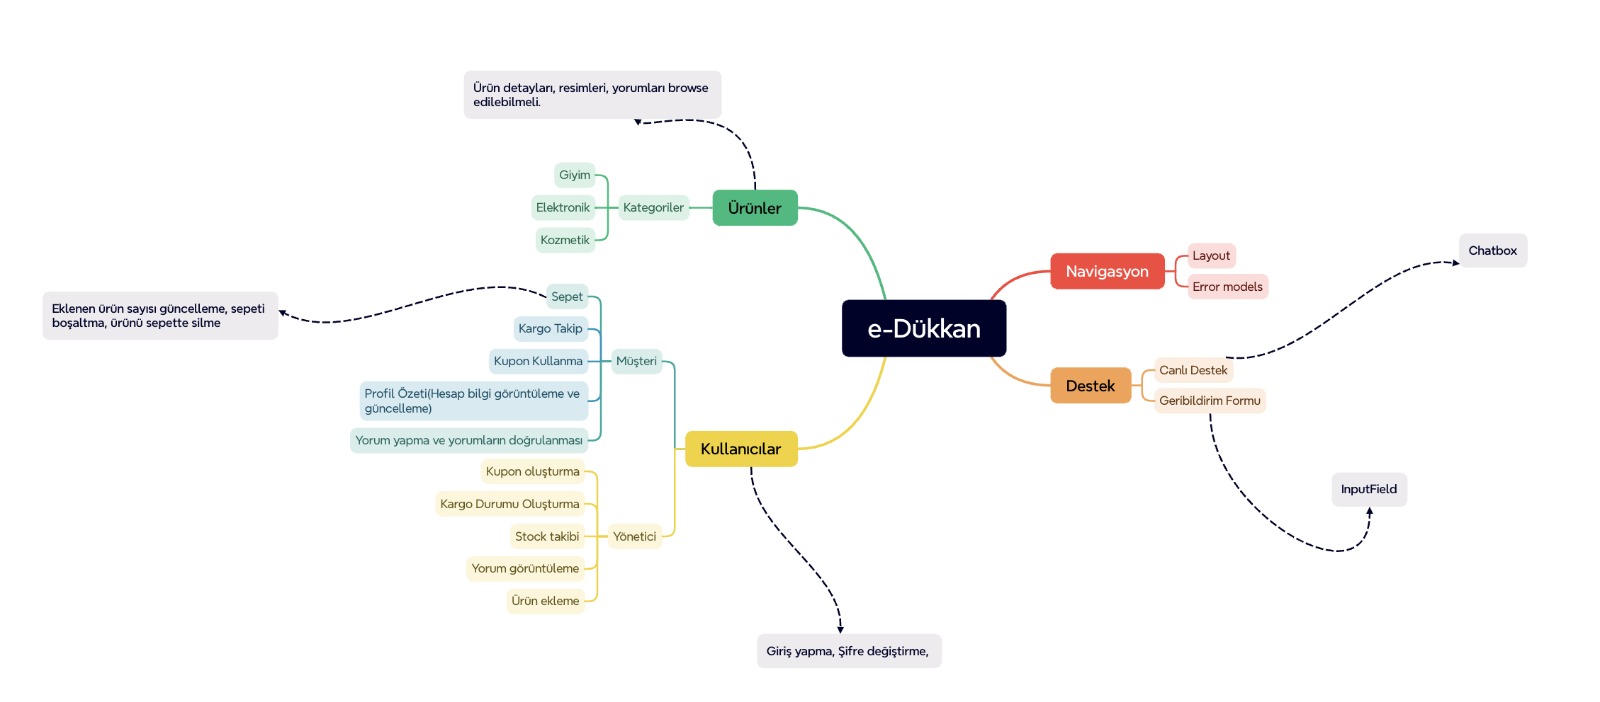 Ürün detayları, resimleri, yorumları browse
edilebilmeli.
Giyim
Elektronik
Kozmetik
Kategoriler
Ürünler
Eklenen ürün sayısı güncelleme, sepeti
boşaltma, ürünü sepette silme
Sepet
Kargo Takip
Kupon Kullanma
Profil Özeti(Hesap bilgi görüntüleme ve
güncelleme)
Yorum yapma ve yorumların doğrulanması
Müşteri
Kupon oluşturma
Kargo Durumu Oluşturma
Stock takibi
Yorum görüntüleme
Ürün ekleme
Yönetici
Kullanıcılar
Giriş yapma, Şifre değiştirme,
e-Dükkan
Navigasyon
Layout
Error models
Destek
Canlı Destek
Geribildirim Formu
Chatbox
InputField